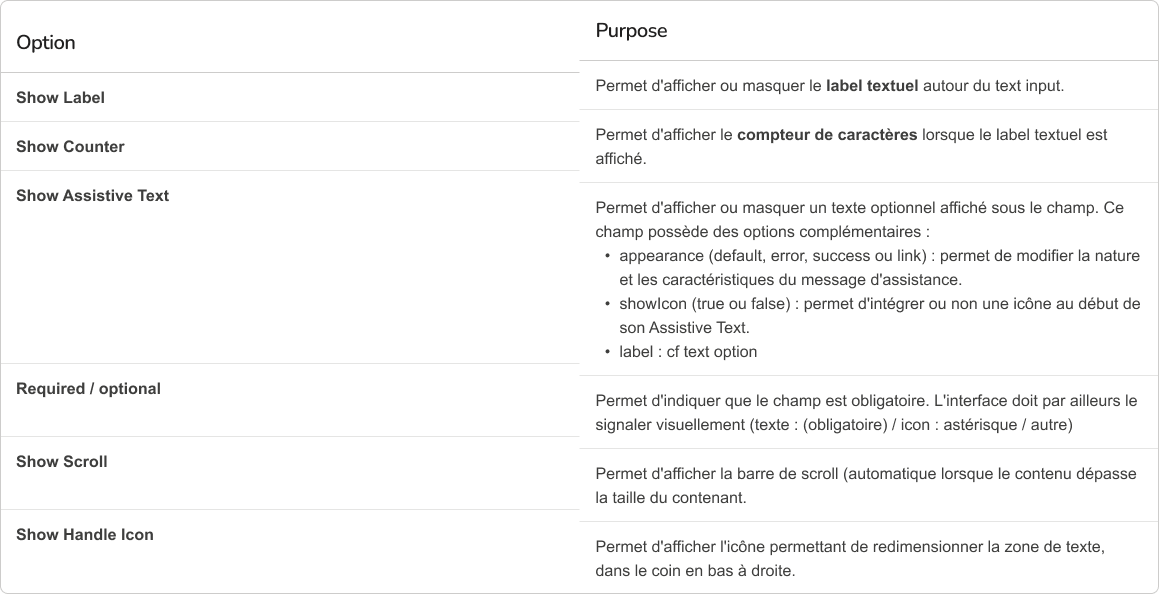 Option
Purpose
Show Label
Permet d'afficher ou masquer le label textuel autour du text input.
Show Counter
Permet d'afficher le compteur de caractères lorsque le label textuel est
affiché.
Show Assistive Text
Permet d'afficher ou masquer un texte optionnel affiché sous le champ. Ce
champ possède des options complémentaires :
• appearance (default, error, success ou link) : permet de modifier la nature
et les caractéristiques du message d'assistance.
• showIcon (true ou false) : permet d'intégrer ou non une icône au début de
son Assistive Text.
• label : cf text option
Required / optional
Permet d'indiquer que le champ est obligatoire. L'interface doit par ailleurs le
signaler visuellement (texte : (obligatoire) / icon : astérisque / autre)
Show Scroll
Permet d'afficher la barre de scroll (automatique lorsque le contenu dépasse
la taille du contenant.
Show Handle Icon
Permet d'afficher l'icône permettant de redimensionner la zone de texte,
dans le coin en bas à droite.